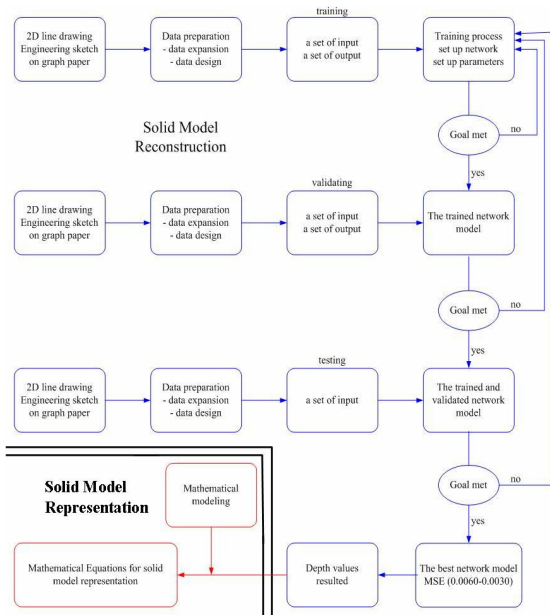 training
2D line drawing
Engineering sketch
on graph paper
Data preparation
- data expansion
- data design
a set of input
a set of output
Training process
set up network
set up parameters
Solid Model
Reconstruction
Goal met
no
yes
validating
2D line drawing
Engineering sketch
on graph paper
Data preparation
- data expansion
- data design
a set of input
a set of output
The trained network
model
Goal met
no
yes
testing
2D line drawing
Engineering sketch
on graph paper
Data preparation
- data expansion
- data design
a set of input
The trained and
validated network
model
Goal met
no
yes
Solid Model
Representation
Mathematical
modeling
Mathematical Equations for solid
model representation
Depth values
resulted
The best network model
MSE (0.0060-0.0030)